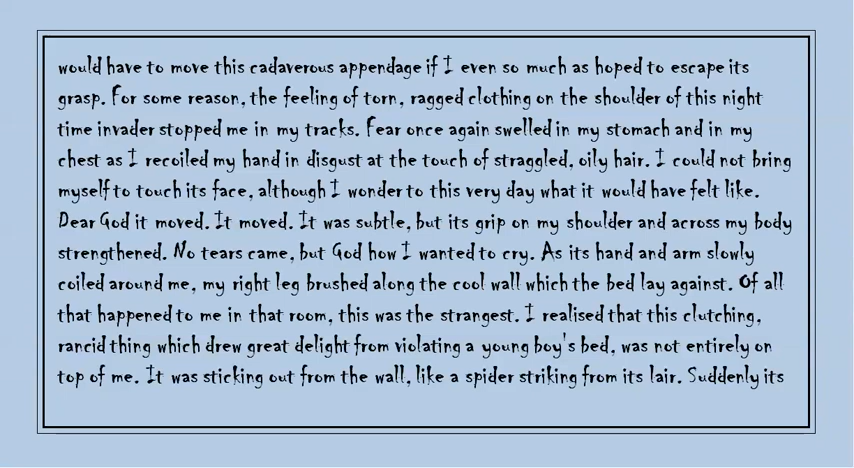 would have to move this cadaverous appendage if I even so much as hoped to escape its
grasp. For some reason, the feeling of torn, ragged clothing on the shoulder of this night
time invader stopped me in my tracks. Fear once again swelled in my stomach and in my
chest as I recoiled my hand in disgust at the touch of straggled, oily hair. I could not bring
myself to touch its face, although I wonder to this very day what it would have felt like.
Dear God it moved. It moved. It was subtle, but its grip on my shoulder and across my body
strengthened. No tears came, but God how I wanted to cry. As its hand and arm slowly
coiled around me, my right leg brushed along the cool wall which the bed lay against. Of all
that happened to me in that room, this was the strangest. I realised that this clutching,
rancid thing which drew great delight from violating a young boy's bed, was not entirely on
top of me. It was sticking out from the wall, like a spider striking from its lair. Suddenly its